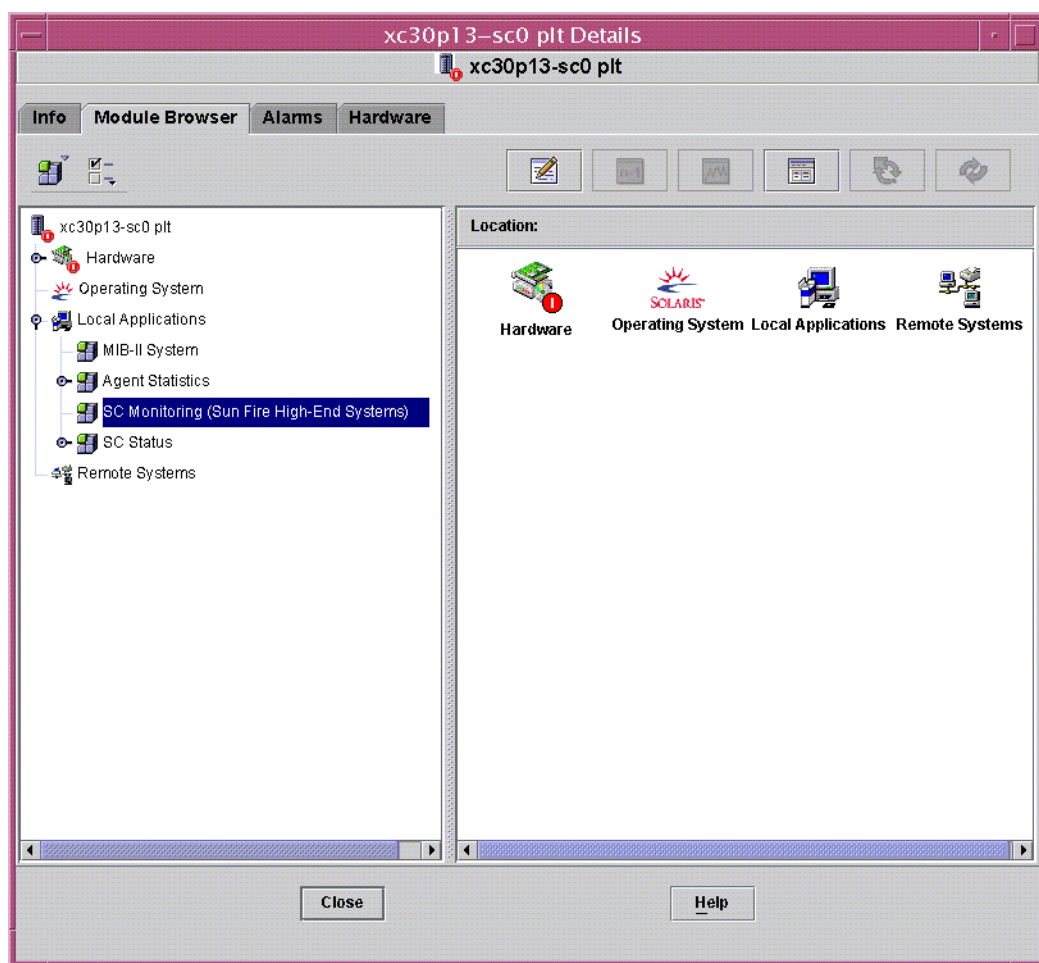 xc30p13–sc0 plt Details
xc30p13-sc0 plt
Info Module Browser Alarms Hardware
xc30p13-sc0 plt
Hardware
Operating System
Local Applications
MIB-II System
Agent Statistics
SC Monitoring (Sun Fire High-End Systems)
SC Status
Remote Systems
Location:
SOLARIS
Hardware Operating System Local Applications Remote Systems
Close Help